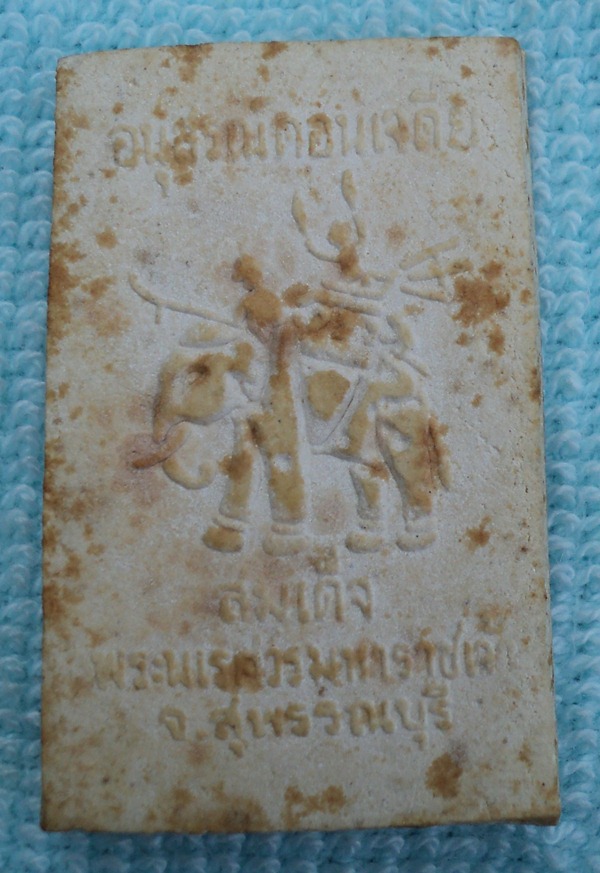 อนุสรณ์ดอนเจดีย์
สมเด็จ
พระนเรศวรมหาราชเจ้า
จ.สุพรรณบุรี